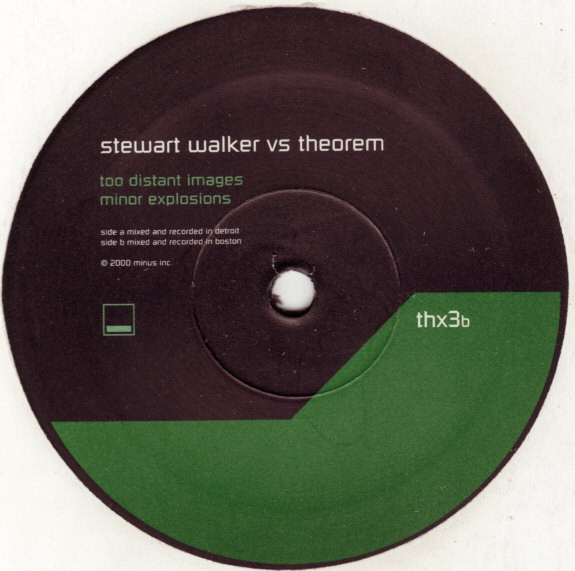 stewart walker vs theorem
too distant images
minor explosions
side a mixed and recorded in detroit
side b mixed and recorded in boston
© 2000 minus inc.
thx3b